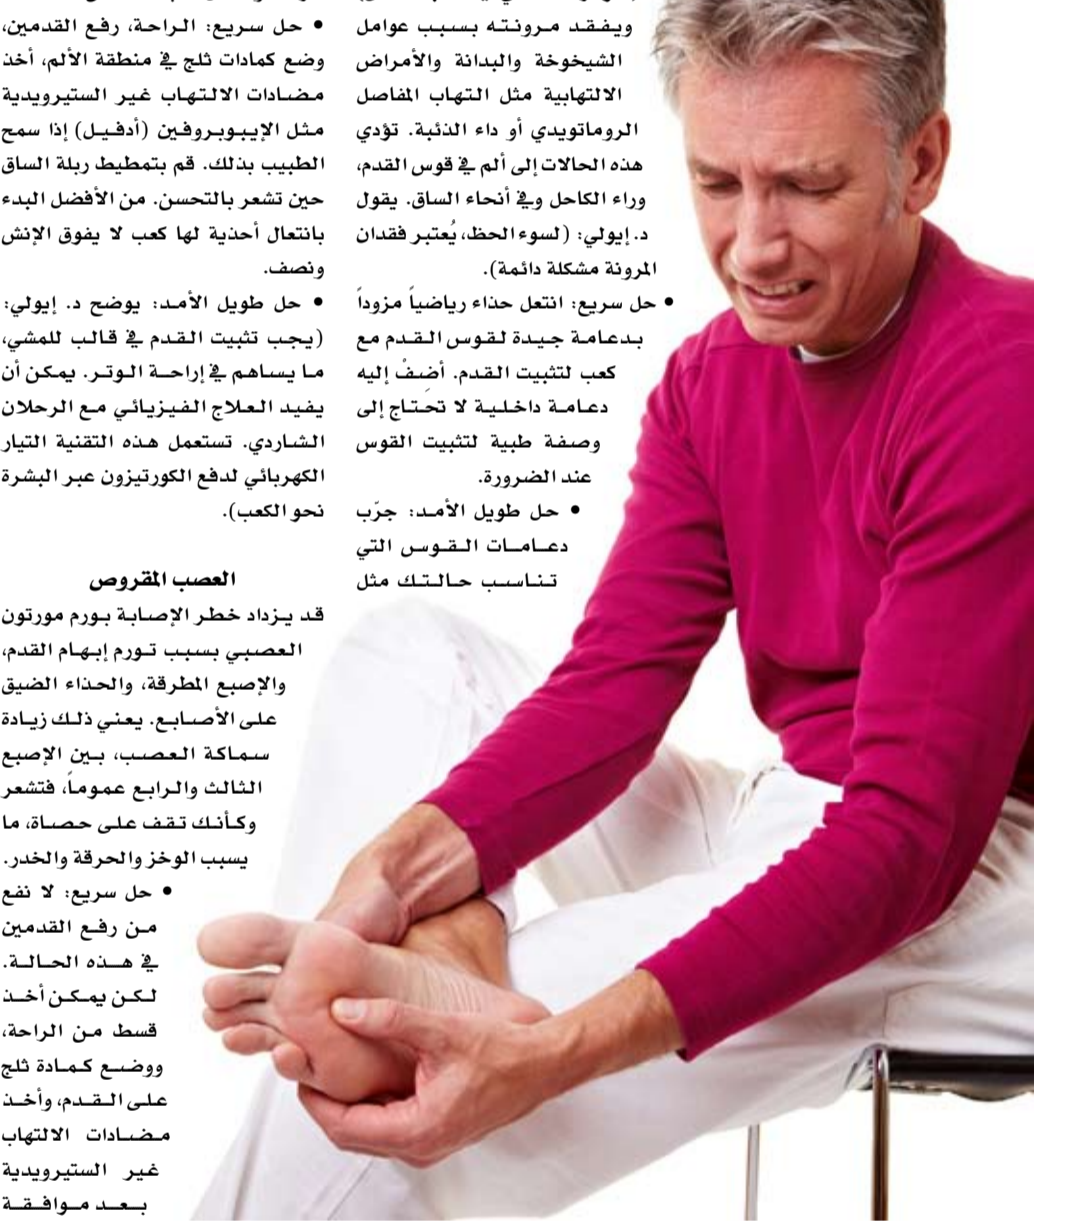 ويفقد مرونته بسبب عوامل
الشيخوخة والبدانة والأمراض
الالتهابية مثل التهاب المفاصل
الروماتويدي أو داء الذئبة. تؤدي
هذه الحالات إلى ألم في قوس القدم،
وراء الكاحل وفي أنحاء الساق. يقول
د. إيولي: (لسوء الحظ، يُعتبر فقدان
المرونة مشكلة دائمة).
• حل سريع: انتعل حذاء رياضياً مزوداً
بدعامة جيدة لقوس القدم مع
كعب لتثبيت القدم. أضفْ إليه
دعامة داخلية لا تحتاج إلى
وصفة طبية لتثبيت القوس
عند الضرورة.
• حل طويل الأمد: جرّب
دعامات القوس التي
تناسب حالتك مثل
• حل سريع: الراحة، رفع القدمين،
وضع كمادات ثلج في منطقة الألم، أخذ
مضادات الالتهاب غير الستيرويدية
مثل الإيبوبروفين (أدفيل) إذا سمح
الطبيب بذلك. قم بتمطيط ربلة الساق
حين تشعر بالتحسن. من الأفضل البدء
بانتعال أحذية لها كعب لا يفوق الإنش
ونصف.
• حل طويل الأمد: يوضح د. إيولي:
(يجب تثبيت القدم في قالب للمشي،
ما يساهم في إراحة الوتر. يمكن أن
يفيد العلاج الفيزيائي مع الرحلان
الشاردي. تستعمل هذه التقنية التيار
الكهربائي لدفع الكورتيزون عبر البشرة
نحو الكعب).
العصب المقروص
قد يزداد خطر الإصابة بورم مورتون
العصبي بسبب تورم إبهام القدم،
والإصبع المطرقة، والحذاء الضيق
على الأصابع. يعني ذلك زيادة
سماكة العصب، بين الإصبع
الثالث والرابع عموماً، فتشعر
وكأنك تقف على حصاة، ما
يسبب الوخز والحرقة والخدر.
• حل سريع: لا نفع
من رفع القدمين
في هذه الحالة.
لكن يمكن أخذ
قسط من الراحة،
ووضع كمادة ثلج
على القدم، وأخذ
مضادات الالتهاب
غير الستيرويدية
بعد موافقة